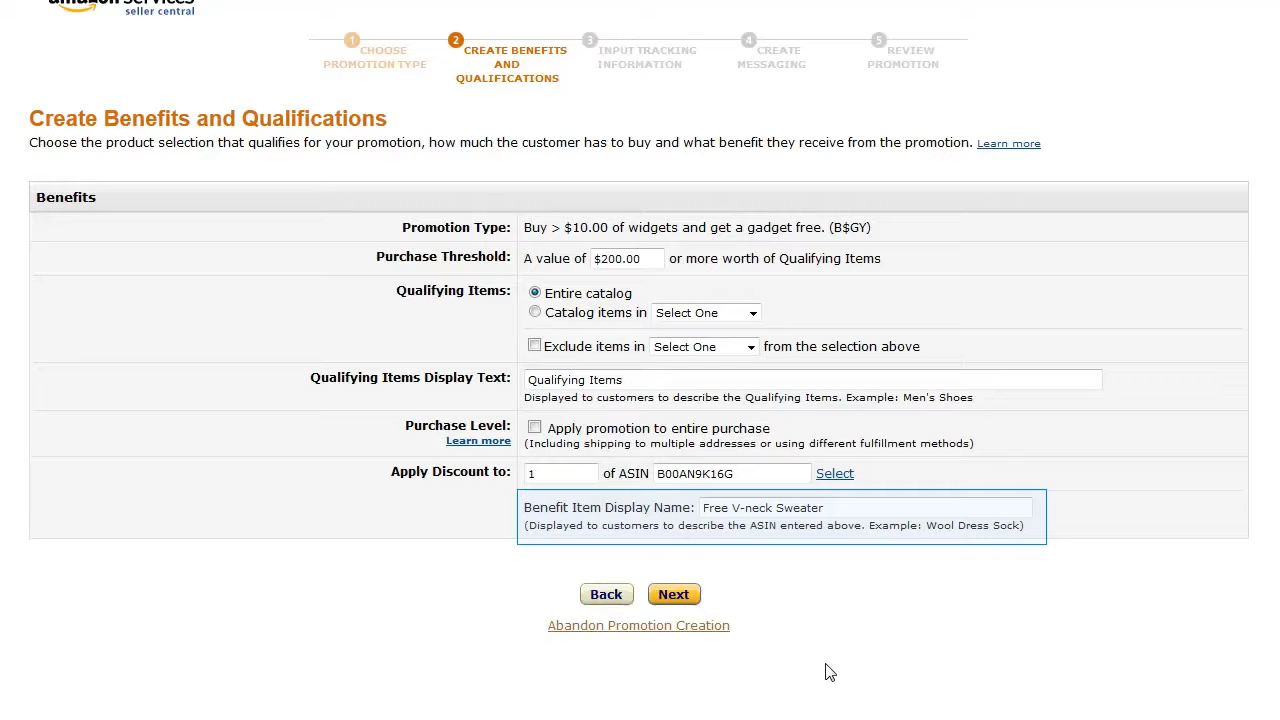 amazon services
seller central
1 CHOOSE PROMOTION TYPE
2 CREATE BENEFITS AND QUALIFICATIONS
3 INPUT TRACKING INFORMATION
4 CREATE MESSAGING
5 REVIEW PROMOTION
Create Benefits and Qualifications
Choose the product selection that qualifies for your promotion, how much the customer has to buy and what benefit they receive from the promotion. Learn more
Benefits
Promotion Type: Buy > $10.00 of widgets and get a gadget free. (B$GY)
Purchase Threshold: A value of $200.00 or more worth of Qualifying Items
Qualifying Items: Entire catalog
Catalog items in Select One
Exclude items in Select One from the selection above
Qualifying Items Display Text: Qualifying Items
Displayed to customers to describe the Qualifying Items. Example: Men's Shoes
Purchase Level: Apply promotion to entire purchase
Learn more (Including shipping to multiple addresses or using different fulfillment methods)
Apply Discount to: 1 of ASIN B00AN9K16G Select
Benefit Item Display Name: Free V-neck Sweater
(Displayed to customers to describe the ASIN entered above. Example: Wool Dress Sock)
Back Next
Abandon Promotion Creation